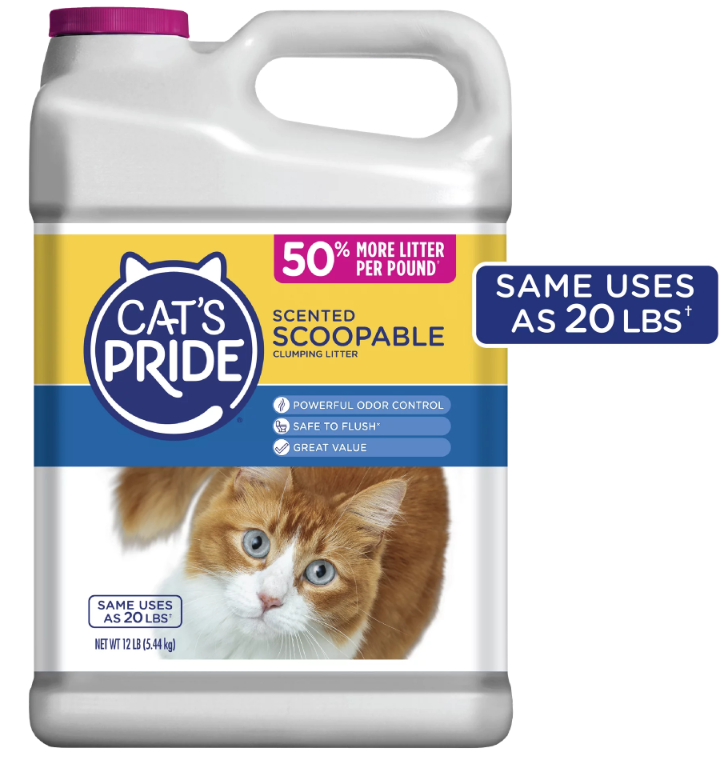 50% MORE LITTER
PER POUND†
SAME USES
AS 20 LBS†
CAT'S
PRIDE
®
SCENTED
SCOOPABLE
CLUMPING LITTER
POWERFUL ODOR CONTROL
SAFE TO FLUSH*
GREAT VALUE
SAME USES
AS 20 LBS†
NET WT 12 LB (5.44 kg)